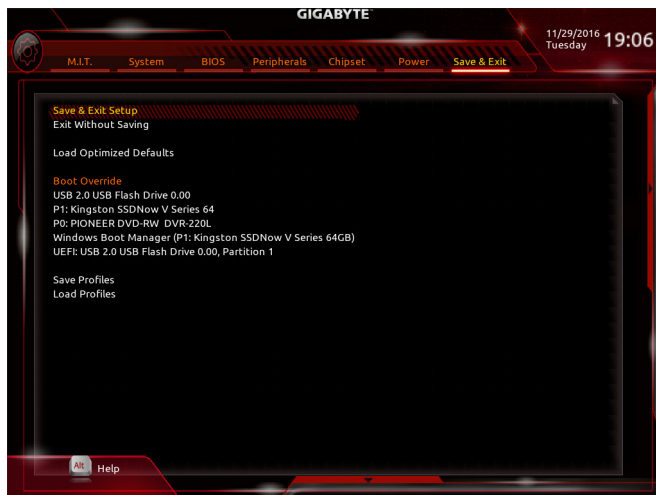 GIGABYTE™
11/29/2016
Tuesday
19:06
M.I.T. System BIOS Peripherals Chipset Power Save & Exit
Save & Exit Setup
Exit Without Saving
Load Optimized Defaults
Boot Override
USB 2.0 USB Flash Drive 0.00
P1: Kingston SSDNow V Series 64
P0: PIONEER DVD-RW DVR-220L
Windows Boot Manager (P1: Kingston SSDNow V Series 64GB)
UEFI: USB 2.0 USB Flash Drive 0.00, Partition 1
Save Profiles
Load Profiles
Alt Help